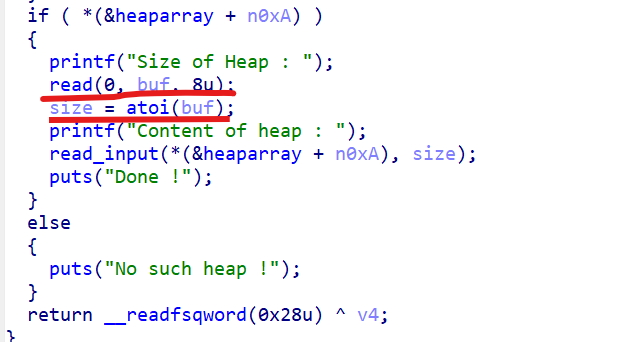 if ( *(&heaparray + n0xA) )
{
printf("Size of Heap : ");
read(0, buf, 8u);
size = atoi(buf);
printf("Content of heap : ");
read_input(*(&heaparray + n0xA), size);
puts("Done !");
}
else
{
puts("No such heap !");
}
return __readfsqword(0x28u) ^ v4;
}